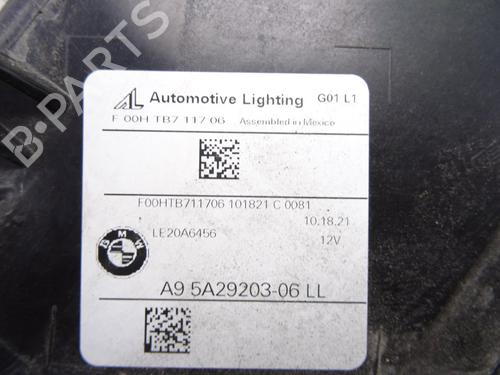 AL Automotive Lighting G01 L1
F 00H TB7 117 06 Assembled in Mexico
F00HTB711706 101821 C 0081
10.18.21
LE20A6456
12V
BMW
A9 5A29203-06 LL
B-Parts